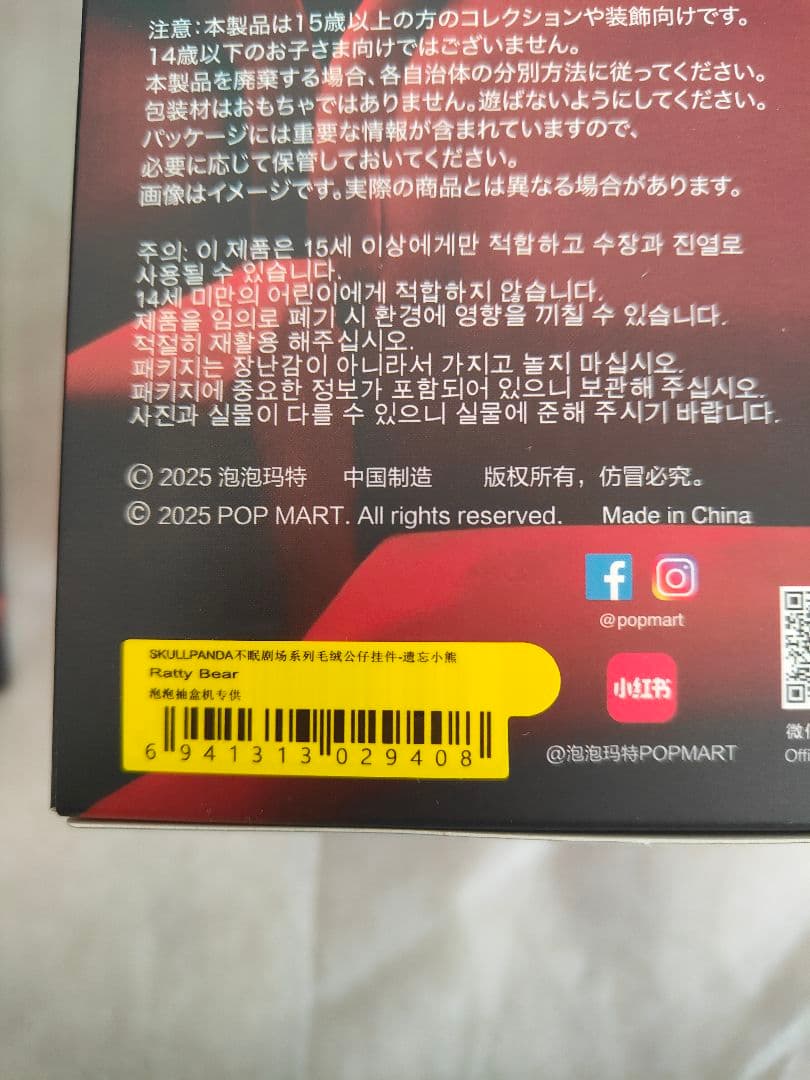 注意:本製品は15歳以上の方のコレクションや装飾向けです。
14歳以下のお子さま向けではございません。
本製品を廃棄する場合、各自治体の分別方法に従ってください。
包装材はおもちゃではありません。遊ばないようにしてください。
パッケージには重要な情報が含まれていますので、
必要に応じて保管しておいてください。
画像はイメージです。実際の商品とは異なる場合があります。
주의: 이 제품은 15세 이상에게만 적합하고 수장과 진열로
사용될 수 있습니다.
14세 미만의 어린이에게 적합하지 않습니다.
제품을 임의로 폐기 시 환경에 영향을 끼칠 수 있습니다.
적절히 재활용 해주십시오.
패키지는 장난감이 아니라서 가지고 놀지 마십시오.
패키지에 중요한 정보가 포함되어 있으니 보관해 주십시오.
사진과 실물이 다를 수 있으니 실물에 준해 주시기 바랍니다.
© 2025 泡泡玛特 中国制造 版权所有，仿冒必究。
© 2025 POP MART. All rights reserved. Made in China
@popmart
小红书
@泡泡玛特POPMART
微信
Offi
SKULLPANDA不眠剧场系列毛绒公仔挂件-遗忘小熊
Ratty Bear
泡泡抽盒机专供
6 941313 029408